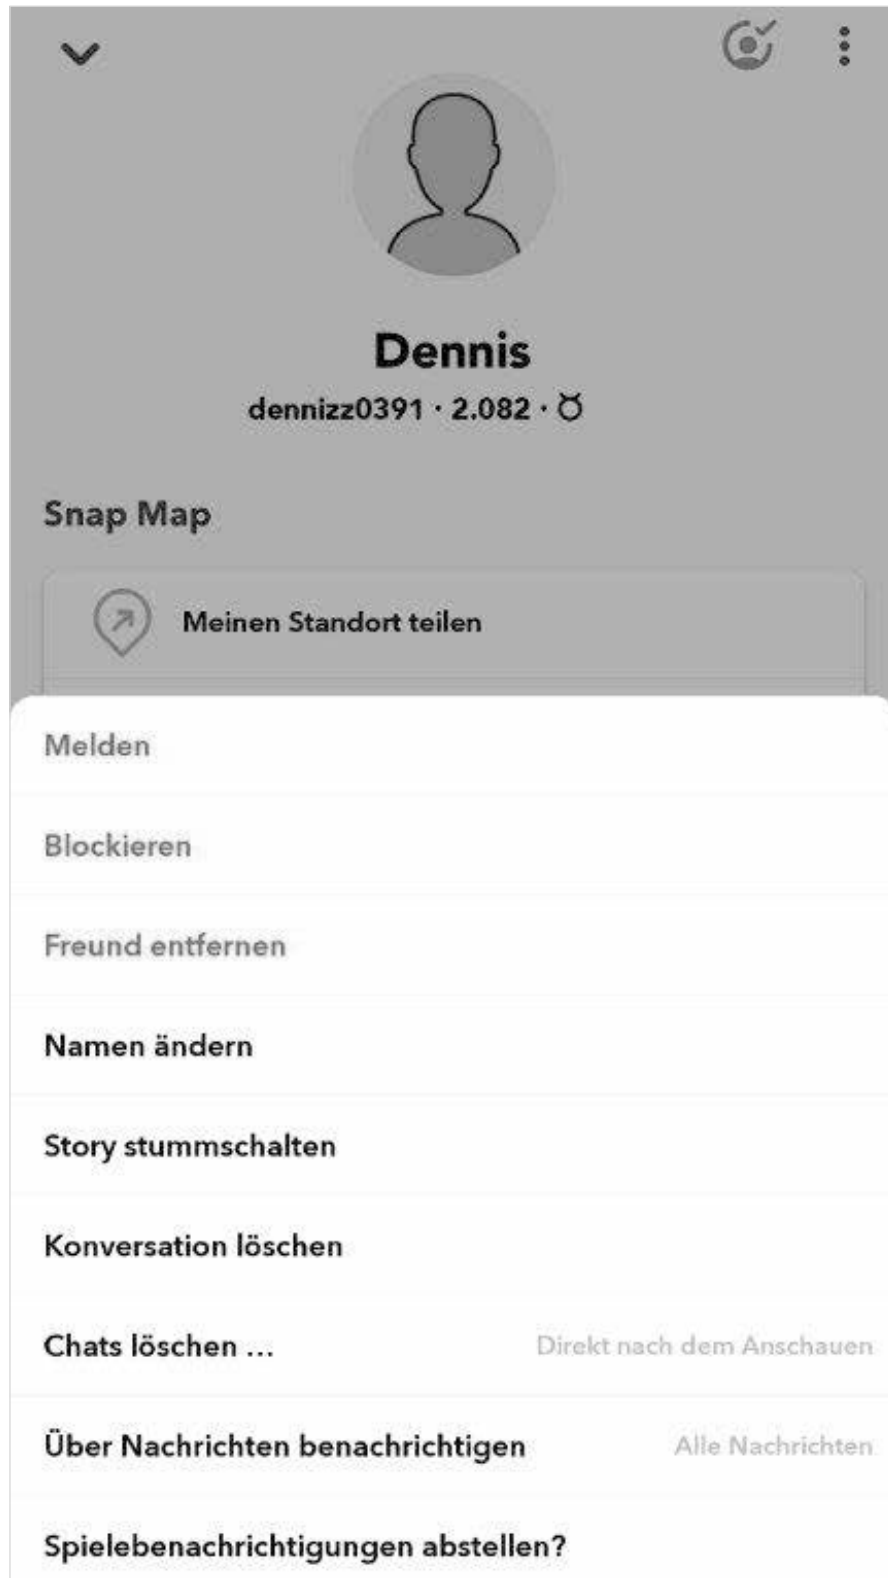 Dennis
dennizz0391 · 2.082 · ♉
Snap Map
Meinen Standort teilen
Melden
Blockieren
Freund entfernen
Namen ändern
Story stummschalten
Konversation löschen
Chats löschen ... Direkt nach dem Anschauen
Über Nachrichten benachrichtigen Alle Nachrichten
Spielebenachrichtigungen abstellen?